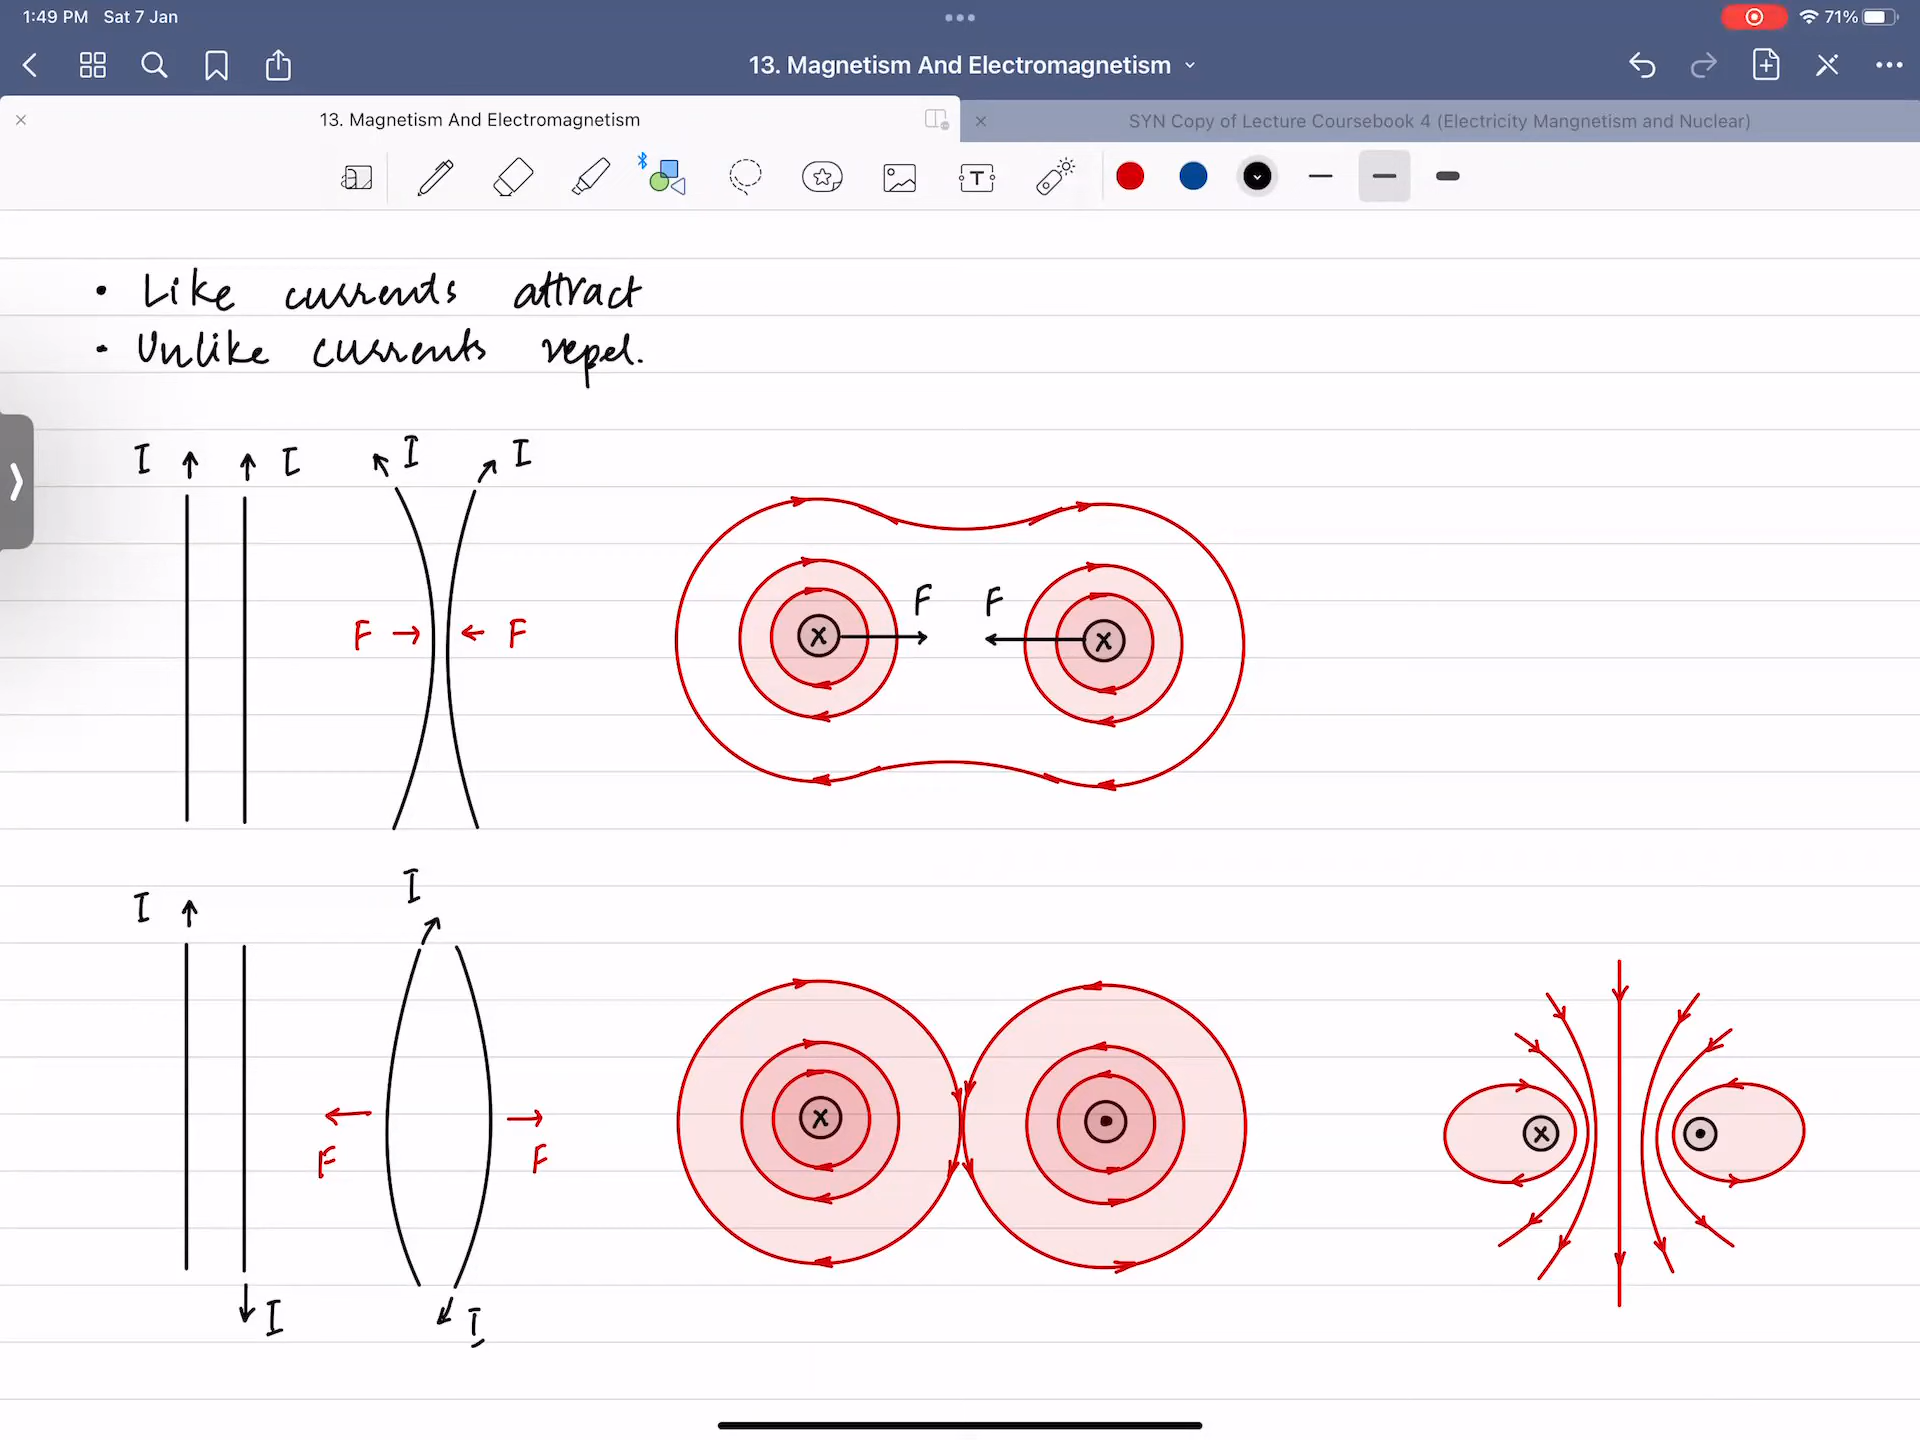 1:49 PM Sat 7 Jan
71%
13. Magnetism And Electromagnetism
13. Magnetism And Electromagnetism
SYN Copy of Lecture Coursebook 4 (Electricity Mangnetism and Nuclear)
T
• Like currents attract
• Unlike currents repel.
I I I I
F F
F F
x x
I
I
F F
x
x
I
I